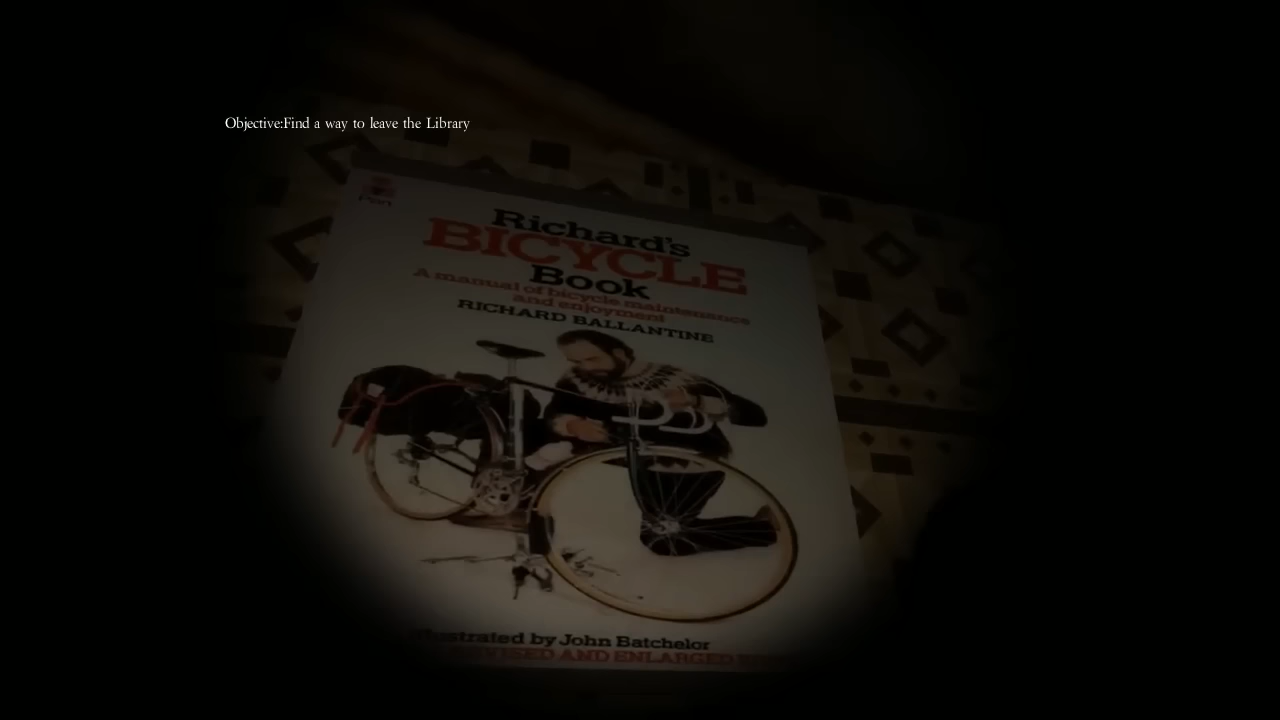 Objective:Find a way to leave the Library
Pan
Richard's
BICYCLE
Book
A manual of bicycle maintenance
and enjoyment
RICHARD BALLANTINE
Illustrated by John Batchelor
AND ENLARGED